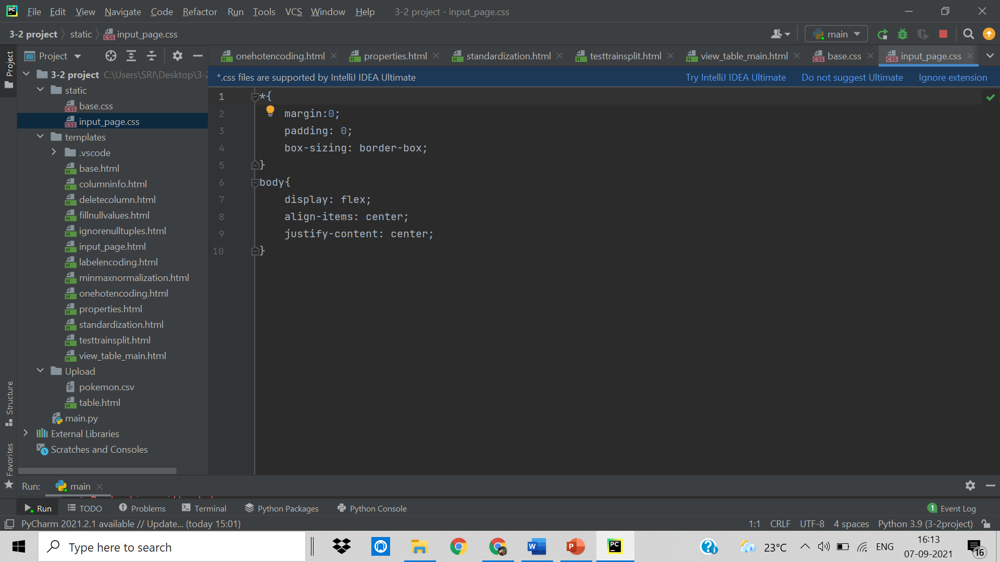 PC File Edit View Navigate Code Refactor Run Tools VCS Window Help 3-2 project - input_page.css
3-2 project static input_page.css main
Project
onehotencoding.html properties.html standardization.html testtrainsplit.html view_table_main.html base.css input_page.css
*.css files are supported by IntelliJ IDEA Ultimate Try IntelliJ IDEA Ultimate Do not suggest Ultimate Ignore extension
Project
Structure
Favorites
3-2 project C:\Users\SRI\Desktop\3-2
static
base.css
input_page.css
templates
.vscode
base.html
columninfo.html
deletecolumn.html
fillnullvalues.html
ignorenulltuples.html
input_page.html
labelencoding.html
minmaxnormalization.html
onehotencoding.html
properties.html
standardization.html
testtrainsplit.html
view_table_main.html
Upload
pokemon.csv
table.html
main.py
External Libraries
Scratches and Consoles
1 *{
2 margin:0;
3 padding: 0;
4 box-sizing: border-box;
5 }
6 body{
7 display: flex;
8 align-items: center;
9 justify-content: center;
10 }
Run: main
Run TODO Problems Terminal Python Packages Python Console 1 Event Log
PyCharm 2021.2.1 available // Update... (today 15:01) 1:1 CRLF UTF-8 4 spaces Python 3.9 (3-2project)
Type here to search W P PC 23°C ENG 16:13
07-09-2021 16